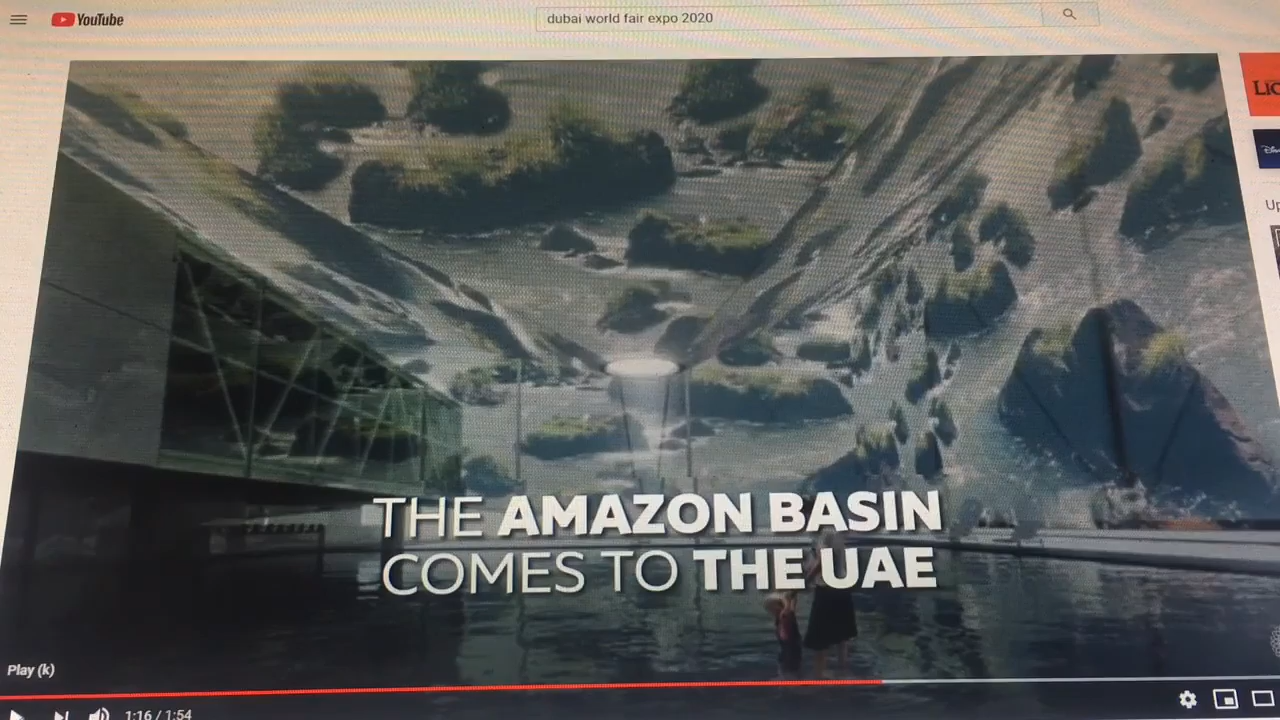 YouTube
dubai world fair expo 2020
THE AMAZON BASIN
COMES TO THE UAE
Play (k)
1:16 / 1:54